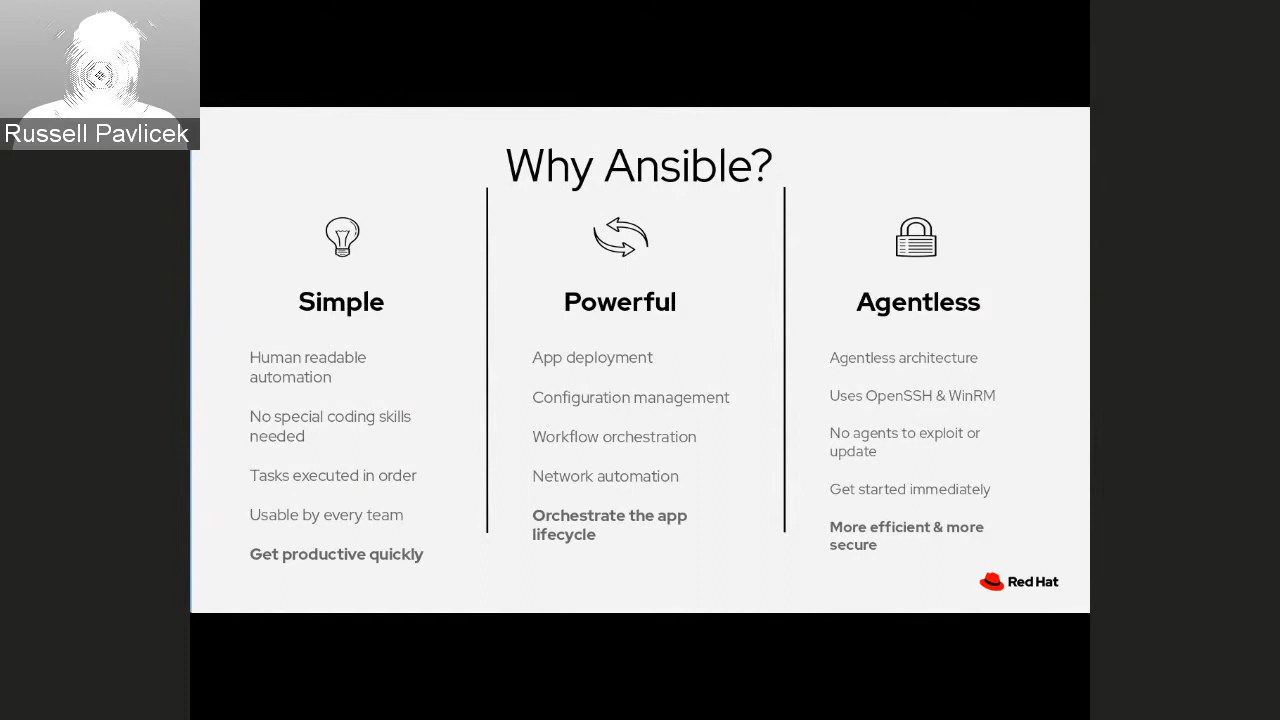 Russell Pavlicek
Why Ansible?
Simple
Human readable
automation
No special coding skills
needed
Tasks executed in order
Usable by every team
Get productive quickly
Powerful
App deployment
Configuration management
Workflow orchestration
Network automation
Orchestrate the app
lifecycle
Agentless
Agentless architecture
Uses OpenSSH & WinRM
No agents to exploit or
update
Get started immediately
More efficient & more
secure
Red Hat